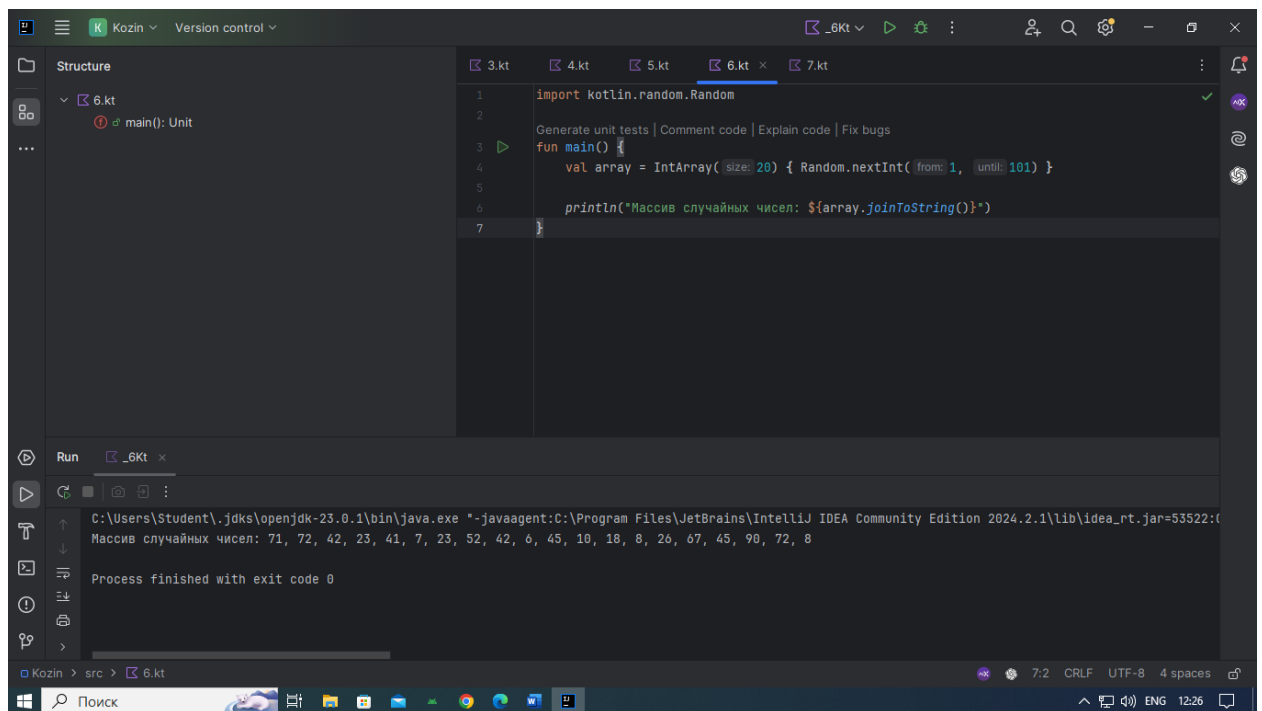 K Kozin Version control _6Kt
Structure
6.kt
main(): Unit
3.kt 4.kt 5.kt 6.kt 7.kt
1 import kotlin.random.Random
2
Generate unit tests | Comment code | Explain code | Fix bugs
3 fun main() {
4 val array = IntArray( size: 20) { Random.nextInt( from: 1, until: 101) }
5
6 println("Массив случайных чисел: ${array.joinToString()}")
7 }
Run _6Kt
C:\Users\Student\.jdks\openjdk-23.0.1\bin\java.exe "-javaagent:C:\Program Files\JetBrains\IntelliJ IDEA Community Edition 2024.2.1\lib\idea_rt.jar=53522:
Массив случайных чисел: 71, 72, 42, 23, 41, 7, 23, 52, 42, 6, 45, 10, 18, 8, 26, 67, 45, 90, 72, 8
Process finished with exit code 0
Kozin > src > 6.kt 7:2 CRLF UTF-8 4 spaces
Поиск ENG 12:26